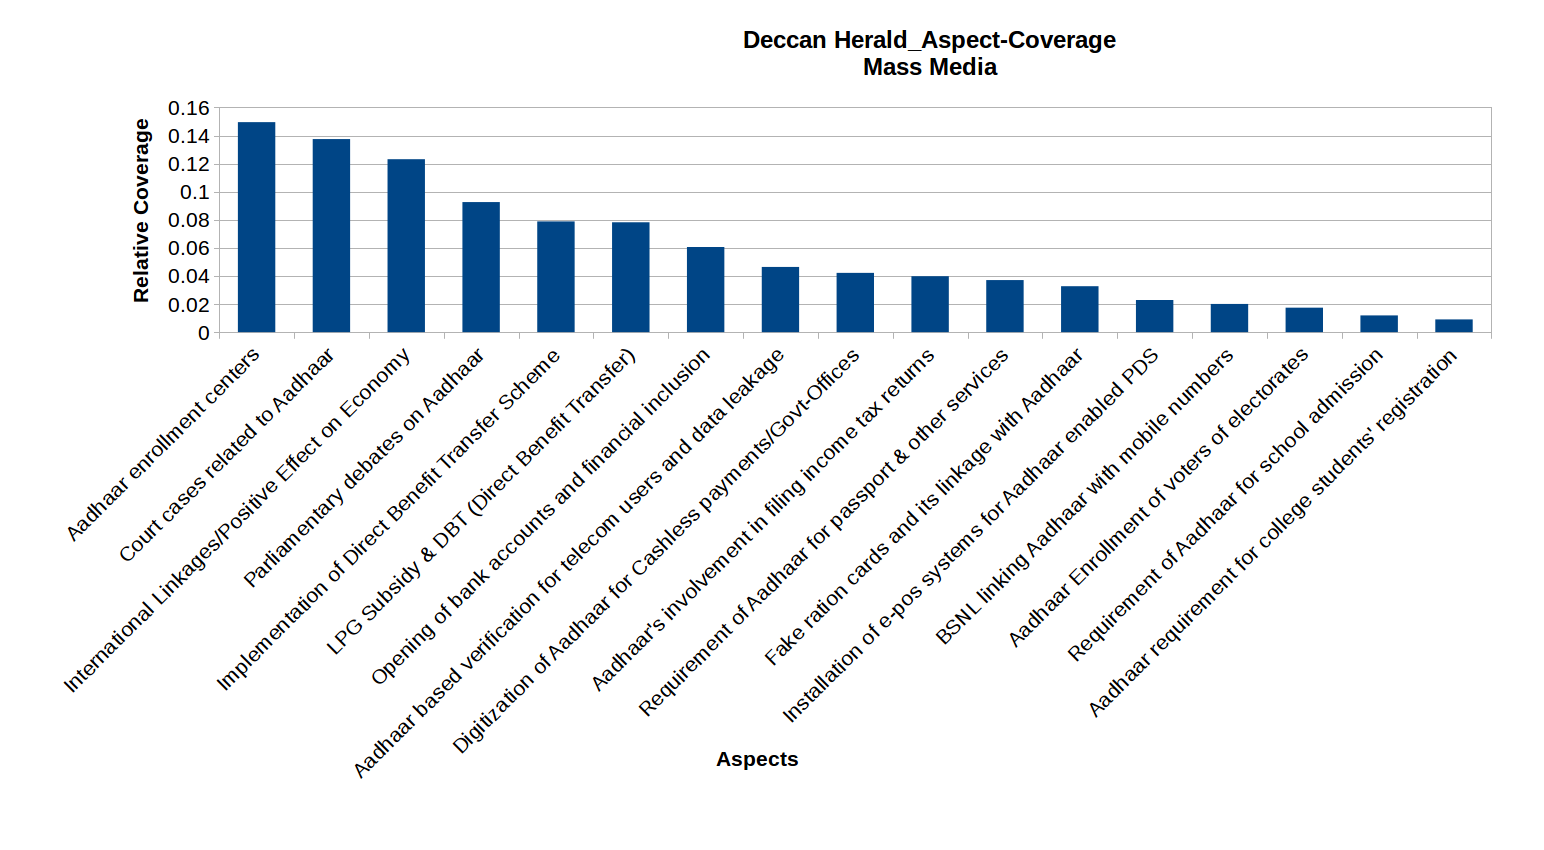 Deccan Herald_Aspect-Coverage
Mass Media
Relative Coverage
0.16
0.14
0.12
0.1
0.08
0.06
0.04
0.02
0
Aadhaar enrollment centers
Court cases related to Aadhaar
International Linkages/Positive Effect on Economy
Parliamentary debates on Aadhaar
Implementation of Direct Benefit Transfer Scheme
LPG Subsidy & DBT (Direct Benefit Transfer)
Opening of bank accounts and financial inclusion
Aadhaar based verification for telecom users and data leakage
Digitization of Aadhaar for Cashless payments/Govt-Offices
Aadhaar's involvement in filing income tax returns
Requirement of Aadhaar for passport & other services
Fake ration cards and its linkage with Aadhaar
Installation of e-pos systems for Aadhaar enabled PDS
BSNL linking Aadhaar with mobile numbers
Aadhaar Enrollment of voters of electorates
Requirement of Aadhaar for school admission
Aadhaar requirement for college students' registration
Aspects